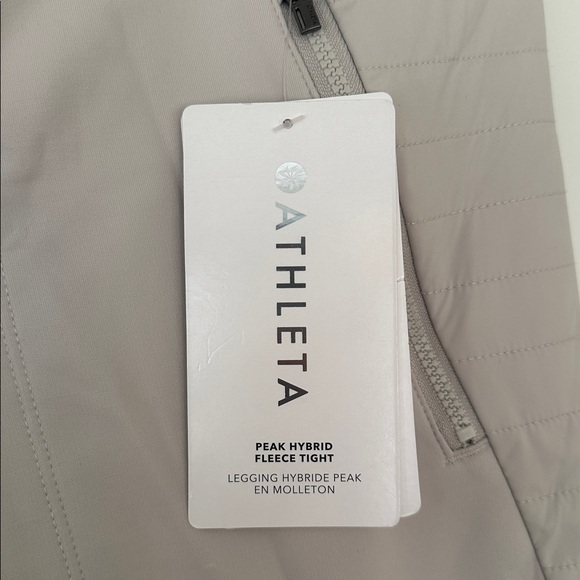 ATHLETA
PEAK HYBRID
FLEECE TIGHT
LEGGING HYBRIDE PEAK
EN MOLLETON